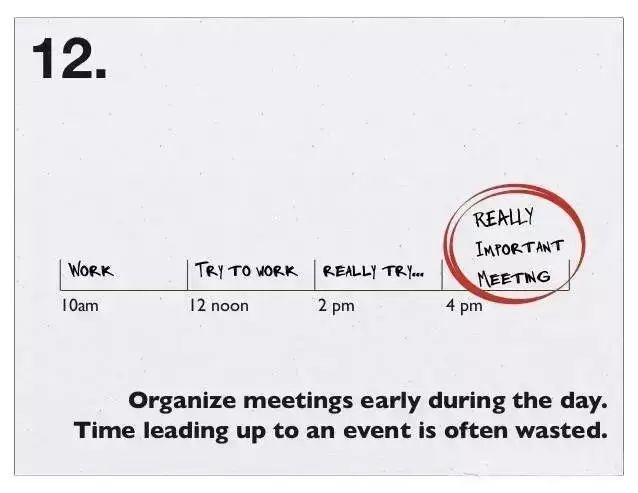 12.
REALLY
IMPORTANT
MEETING
WORK
TRY TO WORK
REALLY TRY...
10am
12 noon
2 pm
4 pm
Organize meetings early during the day.
Time leading up to an event is often wasted.